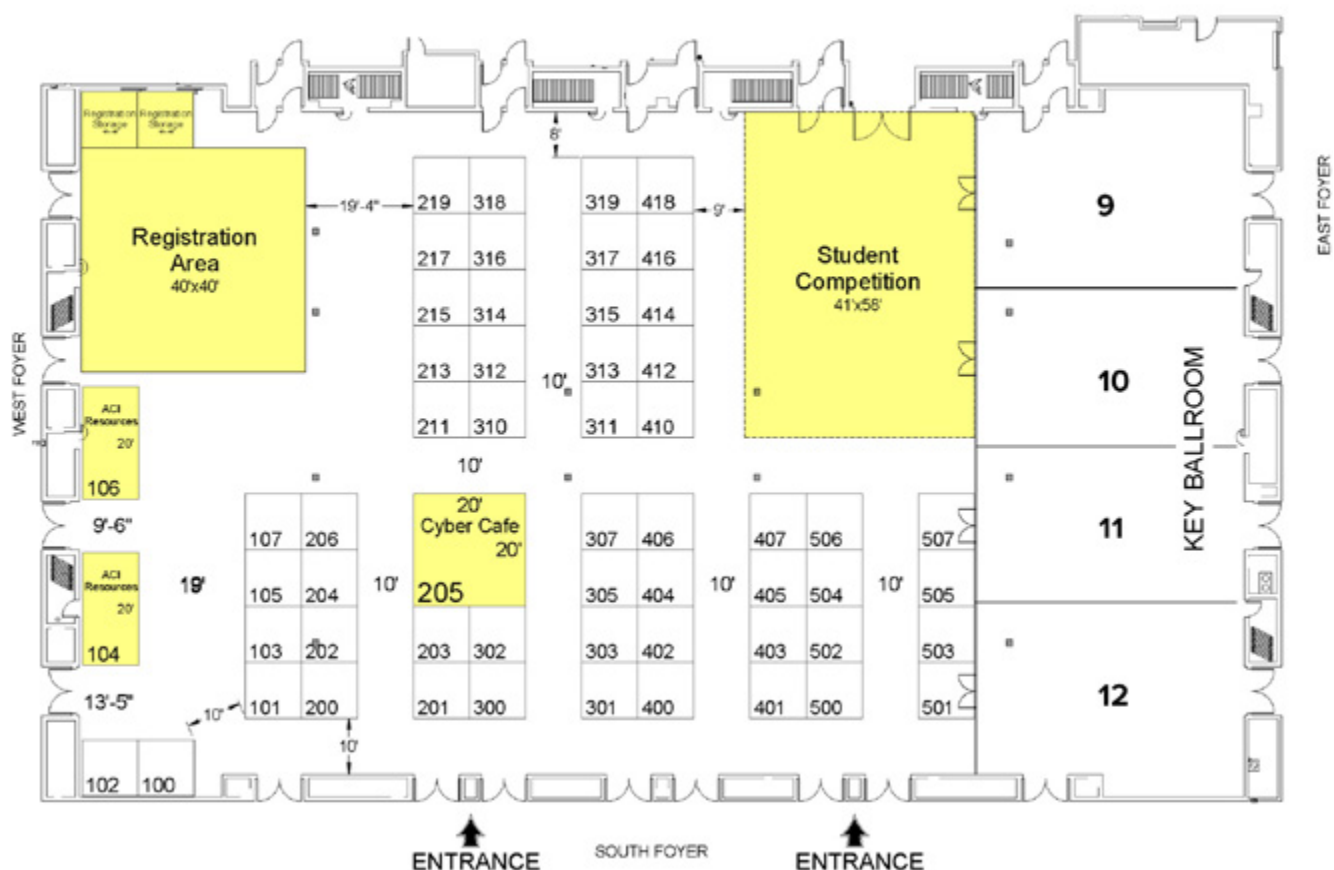 Registration
Storage
Registration
Storage
8'
219 318
319 418
19'-4"
9'
9
EAST FOYER
Registration
Area
40'x40'
217 316
317 416
Student
Competition
41'x58'
215 314
315 414
WEST FOYER
213 312
10'
313 412
10
KEY BALLROOM
211 310
311 410
ACI
Resources
20'
106
10'
9'-6"
107 206
20'
Cyber Cafe
20'
205
307 406
407 506
507
11
ACI
Resources
20'
104
19'
105 204
10'
305 404
10'
405 504
10'
505
103 202
203 302
303 402
403 502
503
13'-5"
10'
101 200
201 300
301 400
401 500
501
12
10'
102 100
ENTRANCE
SOUTH FOYER
ENTRANCE